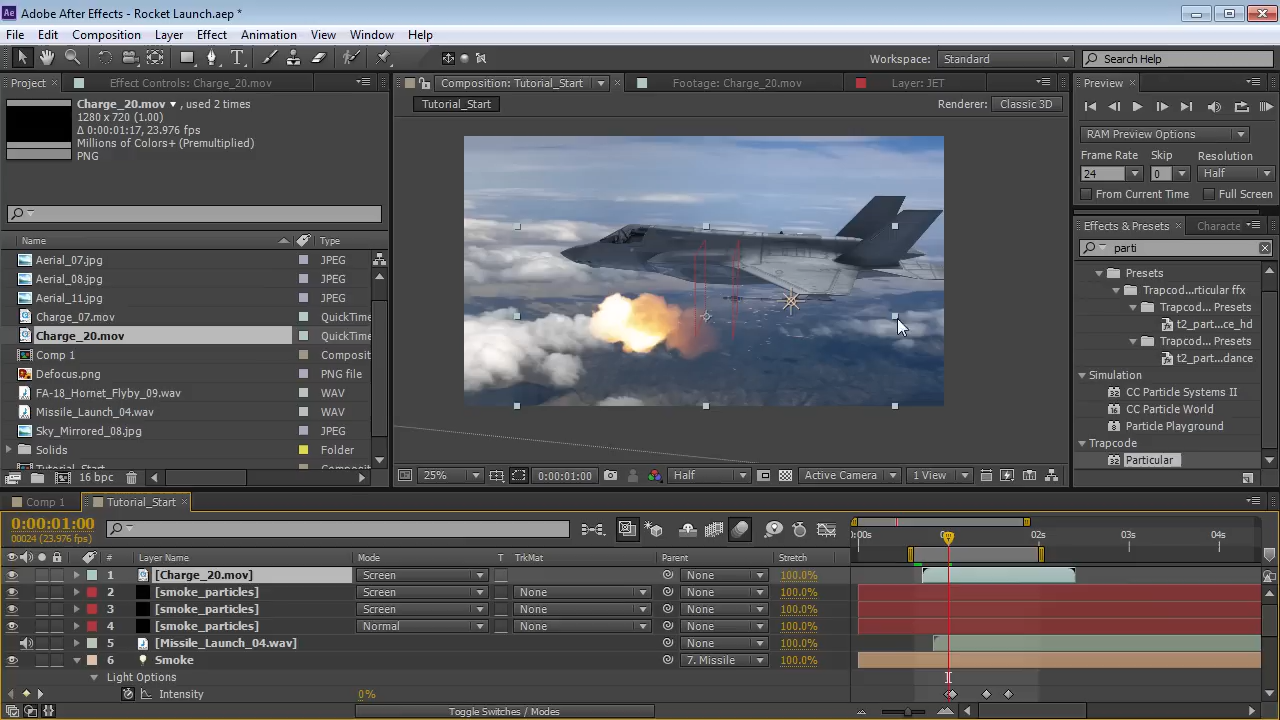 Adobe After Effects - Rocket Launch.aep *
File Edit Composition Layer Effect Animation View Window Help
Workspace: Standard Search Help
Project Effect Controls: Charge_20.mov Composition: Tutorial_Start Footage: Charge_20.mov Layer: JET Preview
Charge_20.mov, used 2 times
1280 x 720 (1.00)
Δ 0:00:01:17, 23.976 fps
Millions of Colors+ (Premultiplied)
PNG
Tutorial_Start Renderer: Classic 3D
RAM Preview Options
Frame Rate Skip Resolution
24 0 Half
From Current Time Full Screen
Effects & Presets Characte
parti
Name Type
Aerial_07.jpg JPEG
Aerial_08.jpg JPEG
Aerial_11.jpg JPEG
Charge_07.mov QuickTime
Charge_20.mov QuickTime
Comp 1 Composit
Defocus.png PNG file
FA-18_Hornet_Flyby_09.wav WAV
Missile_Launch_04.wav WAV
Sky_Mirrored_08.jpg JPEG
Solids Folder
Tutorial_Start Composit
16 bpc
Presets
Trapcod...rticular ffx
Trapcod... Presets
t2_part...ce_hd
Trapcod... Presets
t2_part...dance
Simulation
CC Particle Systems II
CC Particle World
Particle Playground
Trapcode
Particular
25% 0:00:01:00 Half Active Camera 1 View
Comp 1 Tutorial_Start
0:00:01:00
00024 (23.976 fps)
0:00s 02s 03s 04s
# Layer Name Mode T TrkMat Parent Stretch
1 [Charge_20.mov] Screen None 100.0%
2 [smoke_particles] Screen None None 100.0%
3 [smoke_particles] Screen None None 100.0%
4 [smoke_particles] Normal None None 100.0%
5 [Missile_Launch_04.wav] None 100.0%
6 Smoke 7. Missile 100.0%
Light Options
Intensity 0%
Toggle Switches / Modes